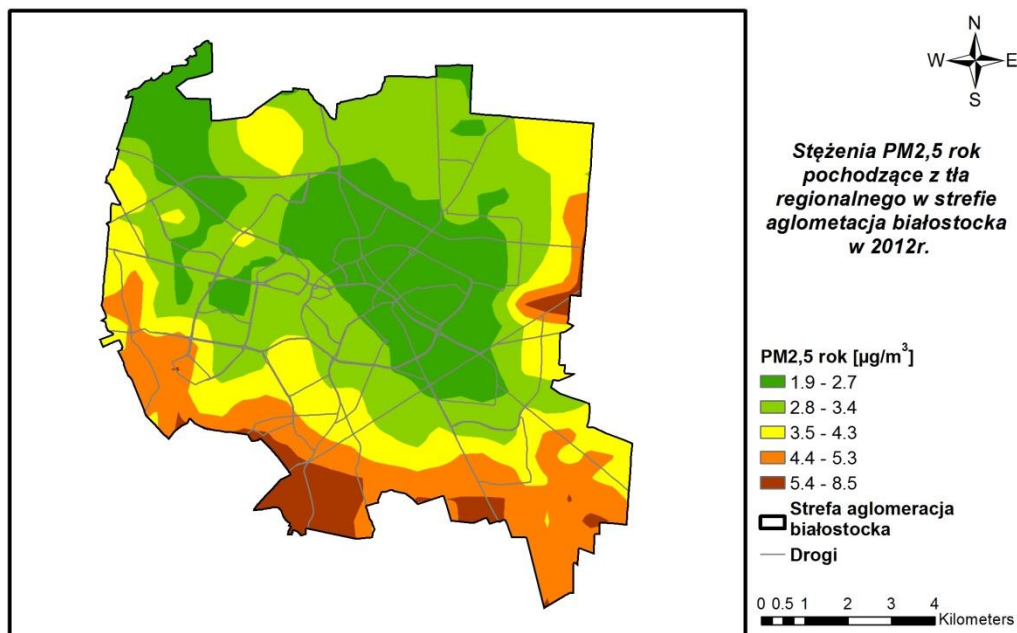 N
W E
S
Stężenia PM2,5 rok
pochodzące z tła
regionalnego w strefie
aglometacja białostocka
w 2012r.
PM2,5 rok [µg/m³]
1.9 - 2.7
2.8 - 3.4
3.5 - 4.3
4.4 - 5.3
5.4 - 8.5
Strefa aglomeracja
białostocka
Drogi
0 0.5 1 2 3 4
Kilometers